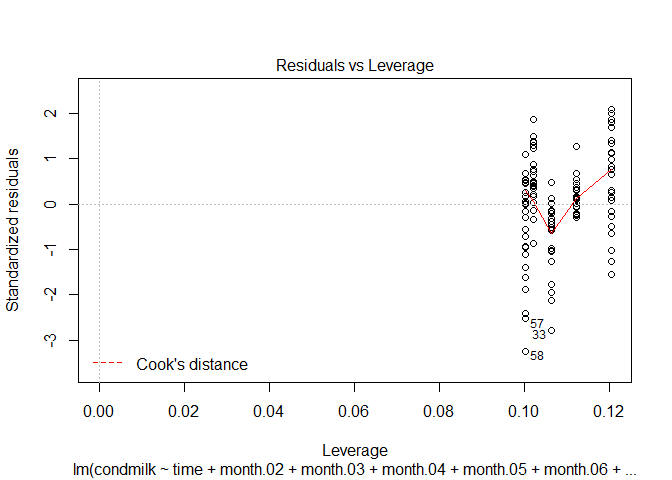 Residuals vs Leverage
Standardized residuals
2
1
0
-1
-2
-3
57
33
58
Cook's distance
0.00 0.02 0.04 0.06 0.08 0.10 0.12
Leverage
lm(condmilk ~ time + month.02 + month.03 + month.04 + month.05 + month.06 + ...